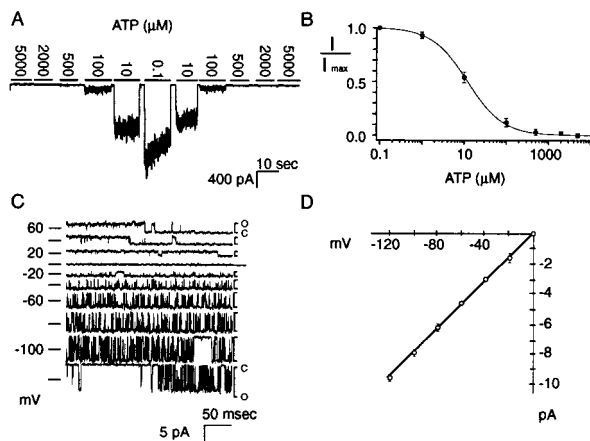 A
ATP (µM)
5000 2000 500 100 10 0.1 10 100 500 2000 5000
10 sec
400 pA
B
I
I max
1.0
0.5
0.0
0.1 10 1000
ATP (µM)
C
60
20
-20
-60
-100
mV
O
C
C
O
50 msec
5 pA
D
mV
-120 -80 -40
-2
-4
-6
-8
-10
pA